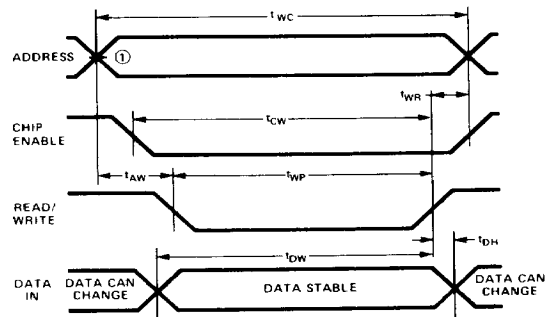 tWC
ADDRESS
①
tWR
CHIP
ENABLE
tCW
tAW
tWP
READ/
WRITE
tDW
tDH
DATA
IN
DATA CAN
CHANGE
DATA STABLE
DATA CAN
CHANGE